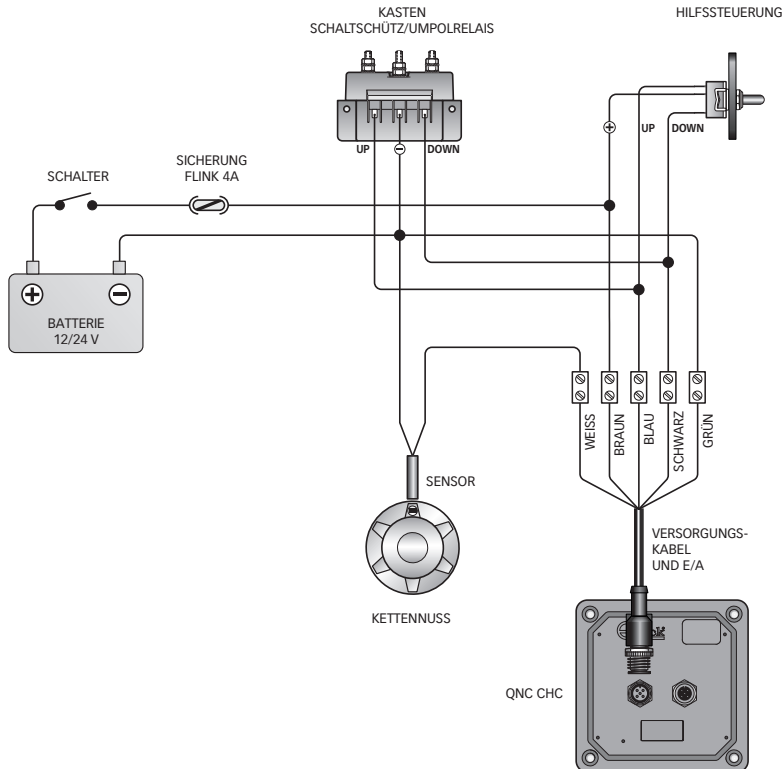 KASTEN
SCHALTSCHÜTZ/UMPOLRELAIS
HILFSSTEUERUNG
UP
DOWN
UP
DOWN
SCHALTER
SICHERUNG
FLINK 4A
BATTERIE
12/24 V
WEISS
BRAUN
BLAU
SCHWARZ
GRÜN
SENSOR
KETTENNUSS
VERSORGUNGS-
KABEL
UND E/A
QNC CHC